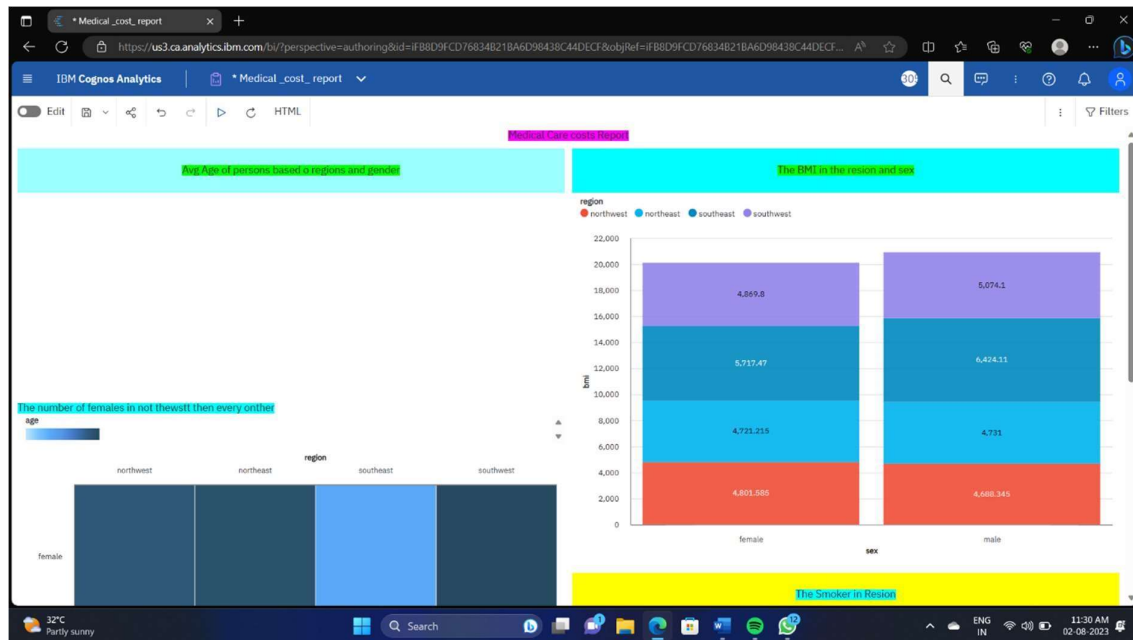 * Medical _cost_ report
https://us3.ca.analytics.ibm.com/bi/?perspective=authoring&id=iFB8D9FCD76834B21BA6D98438C44DECF&objRef=iFB8D9FCD76834B21BA6D98438C44DECF...
IBM Cognos Analytics
* Medical _cost_ report
Edit
HTML
Filters
Medical Care costs Report
Avg Age of persons based o regions and gender
The number of females in not thewstt then every onther
age
region
northwest northeast southeast southwest
female
The BMI in the resion and sex
region
northwest northeast southeast southwest
22,000
20,000
18,000
16,000
14,000
12,000
10,000
8,000
6,000
4,000
2,000
0
bmi
4,869.8
5,717.47
4,721.215
4,801.585
5,074.1
6,424.11
4,731
4,688.345
female male
sex
The Smoker in Resion
32°C
Partly sunny
Search
12
ENG
IN
11:30 AM
02-08-2023